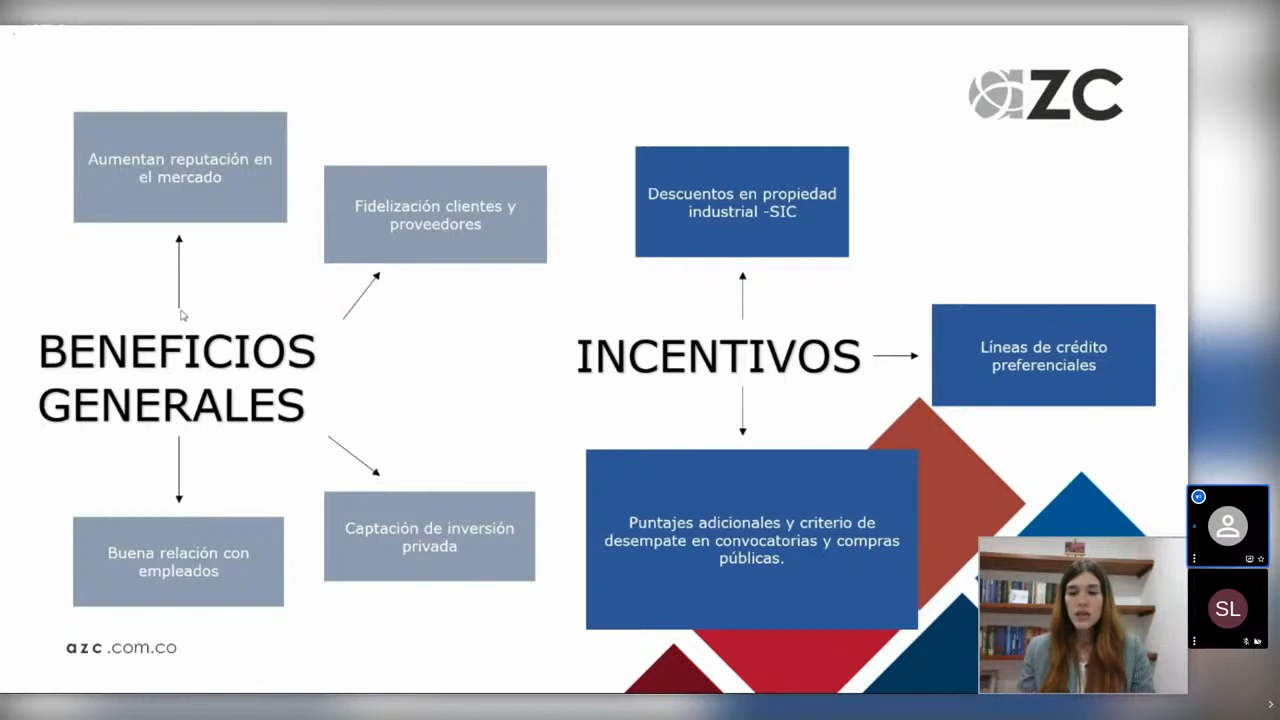 aZC
Aumentan reputación en
el mercado
Fidelización clientes y
proveedores
BENEFICIOS
GENERALES
Buena relación con
empleados
Captación de inversión
privada
Descuentos en propiedad
industrial -SIC
INCENTIVOS
Líneas de crédito
preferenciales
Puntajes adicionales y criterio de
desempate en convocatorias y compras
públicas.
azc.com.co
SL